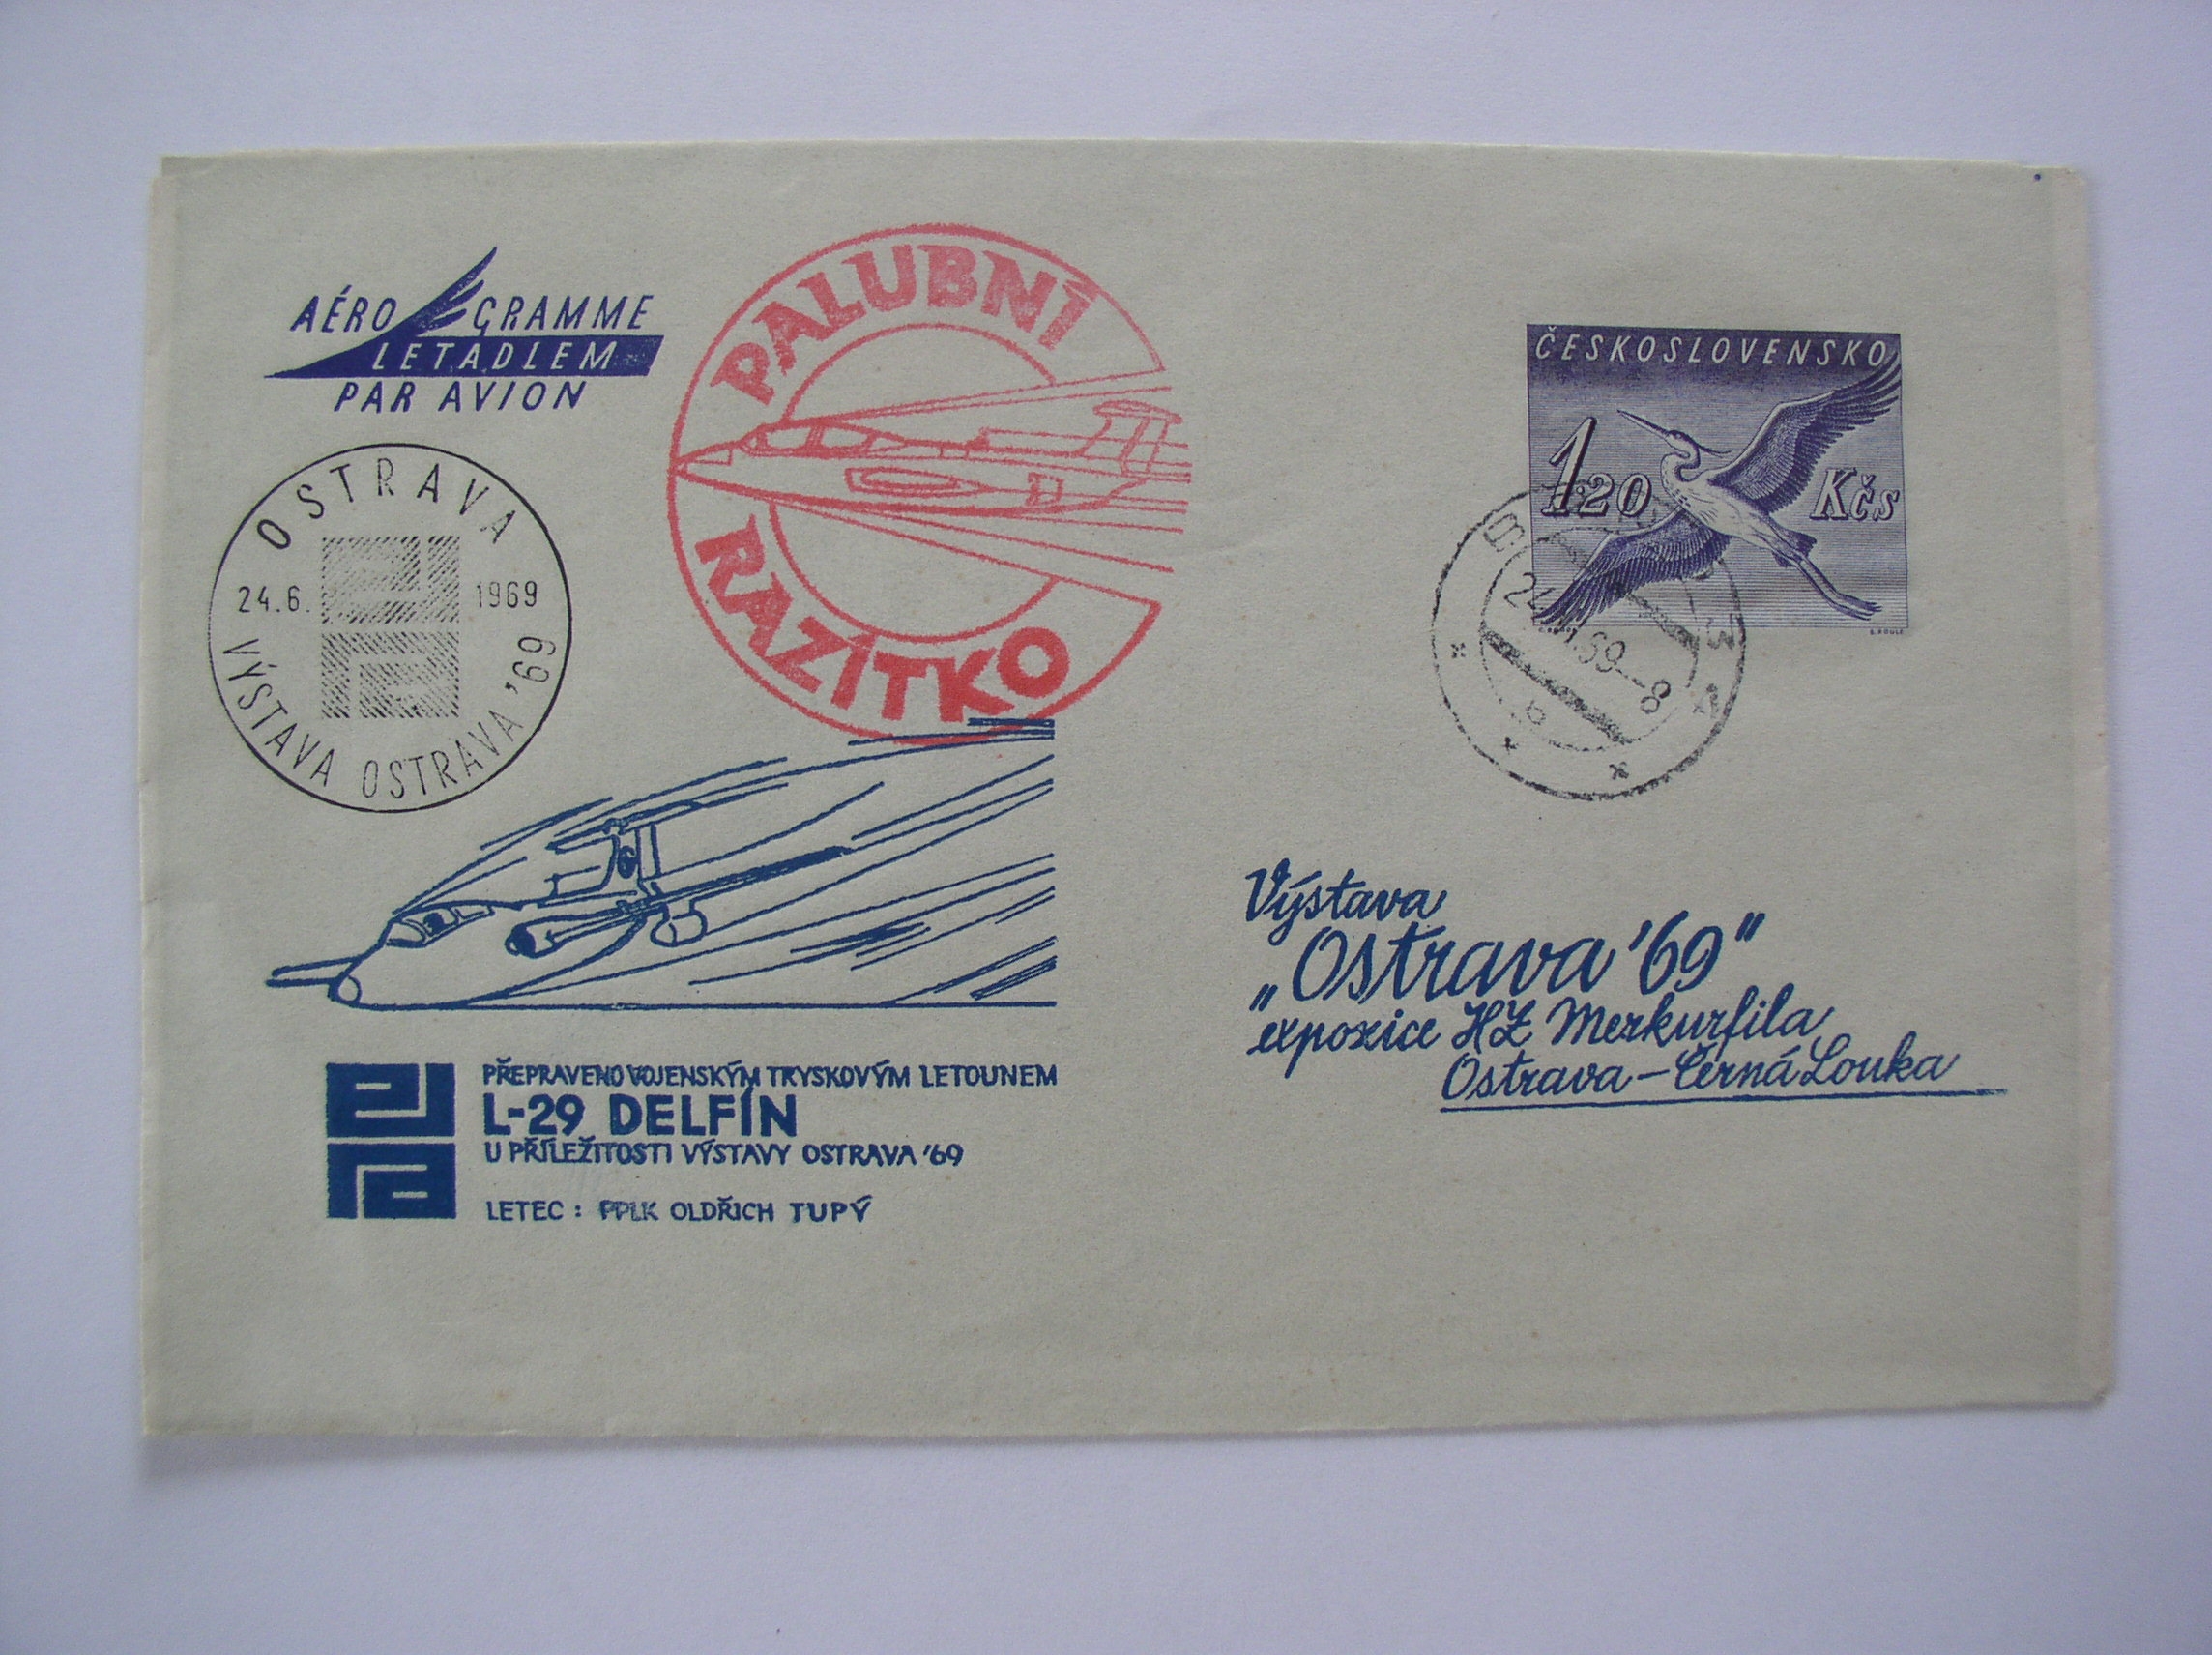 AÉROGRAMME
LETADLEM
PAR AVION
PALUBNÍ
RAZÍTKO
ČESKOSLOVENSKO
1.20 Kčs
OSTRAVA
24.6. 1969
VÝSTAVA OSTRAVA '69
Výstava
„Ostrava '69"
expozice HZ Merkurfila
Ostrava - Černá Louka
PŘEPRAVENO VOJENSKÝM TRYSKOVÝM LETOUNEM
L-29 DELFÍN
U PŘÍLEŽITOSTI VÝSTAVY OSTRAVA '69
LETEC: PPLK OLDŘICH TUPÝ